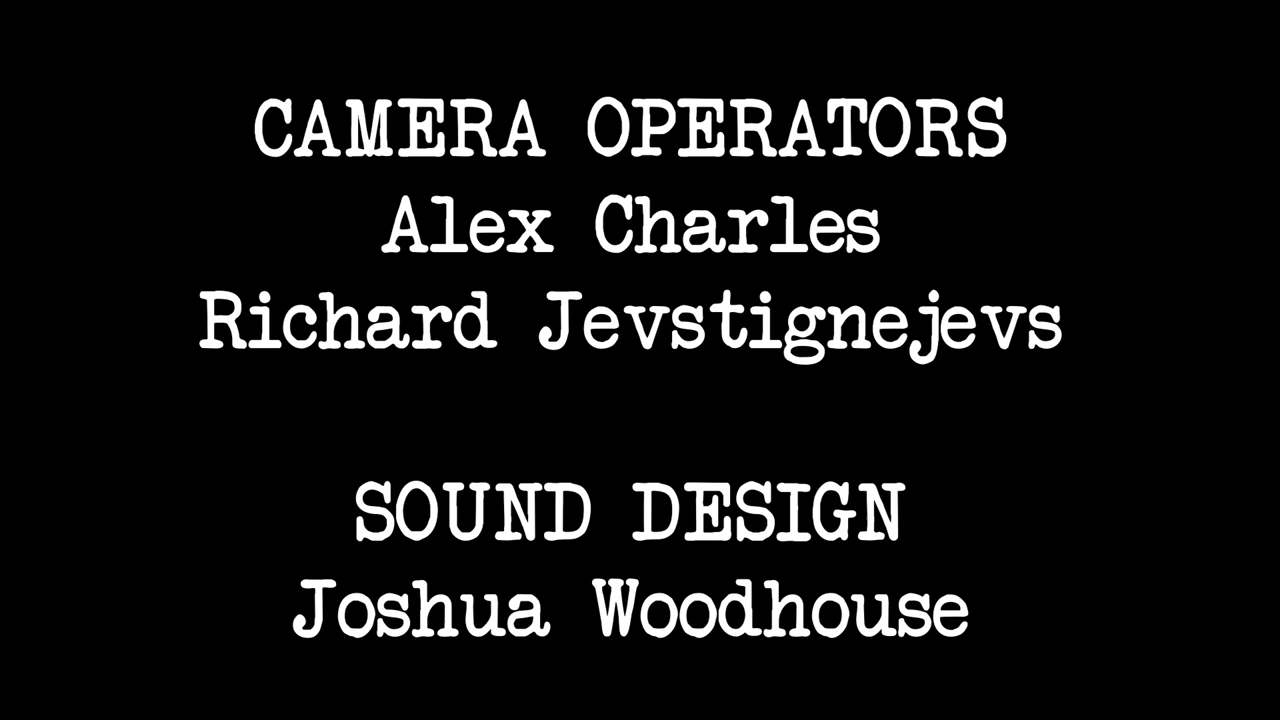 CAMERA OPERATORS
Alex Charles
Richard Jevstignejevs
SOUND DESIGN
Joshua Woodhouse